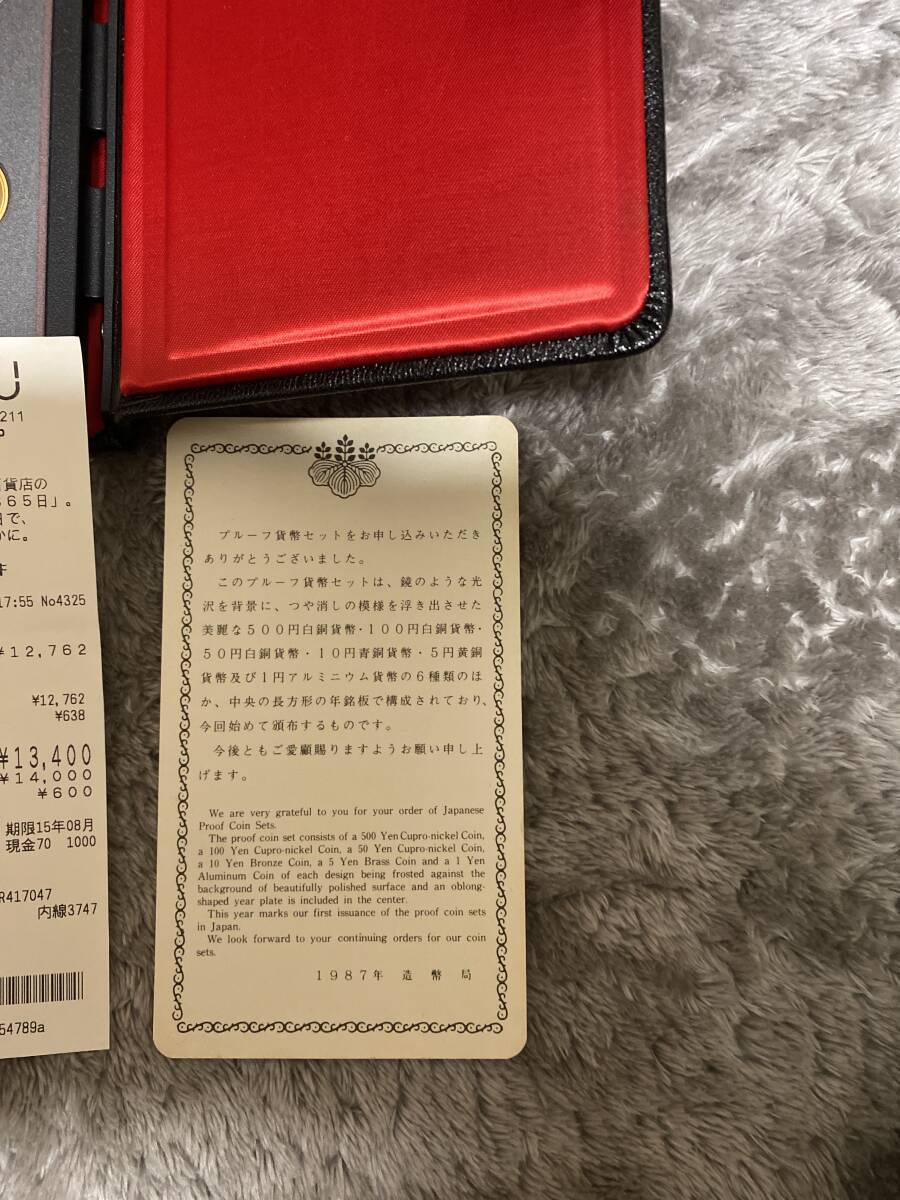 211
貨店の
65日」。
で、
に。
17:55 No4325
¥12,762
¥12,762
¥638
¥13,400
¥14,000
¥600
期限15年08月
現金70 1000
R417047
内線3747
54789a
プルーフ貨幣セットをお申し込みいただき
ありがとうございました。
このプルーフ貨幣セットは、鏡のような光
沢を背景に、つや消しの模様を浮き出させた
美麗な500円白銅貨幣・100円白銅貨幣・
50円白銅貨幣・10円青銅貨幣・5円黄銅
貨幣及び1円アルミニウム貨幣の6種類のほ
か、中央の長方形の年銘板で構成されており、
今回始めて頒布するものです。
今後ともご愛顧賜りますようお願い申し上
げます。
We are very grateful to you for your order of Japanese
Proof Coin Sets.
The proof coin set consists of a 500 Yen Cupro-nickel Coin,
a 100 Yen Cupro-nickel Coin, a 50 Yen Cupro-nickel Coin,
a 10 Yen Bronze Coin, a 5 Yen Brass Coin and a 1 Yen
Aluminum Coin of each design being frosted against the
background of beautifully polished surface and an oblong-
shaped year plate is included in the center.
This year marks our first issuance of the proof coin sets
in Japan.
We look forward to your continuing orders for our coin
sets.
1987年 造幣局